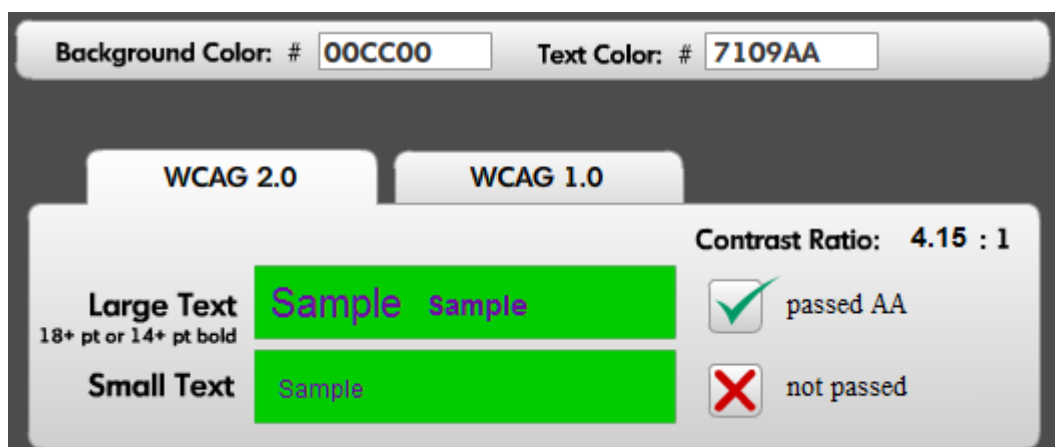 Background Color: # 00CC00 Text Color: # 7109AA
WCAG 2.0 WCAG 1.0
Contrast Ratio: 4.15 : 1
Large Text Sample Sample passed AA
18+ pt or 14+ pt bold
Small Text Sample not passed